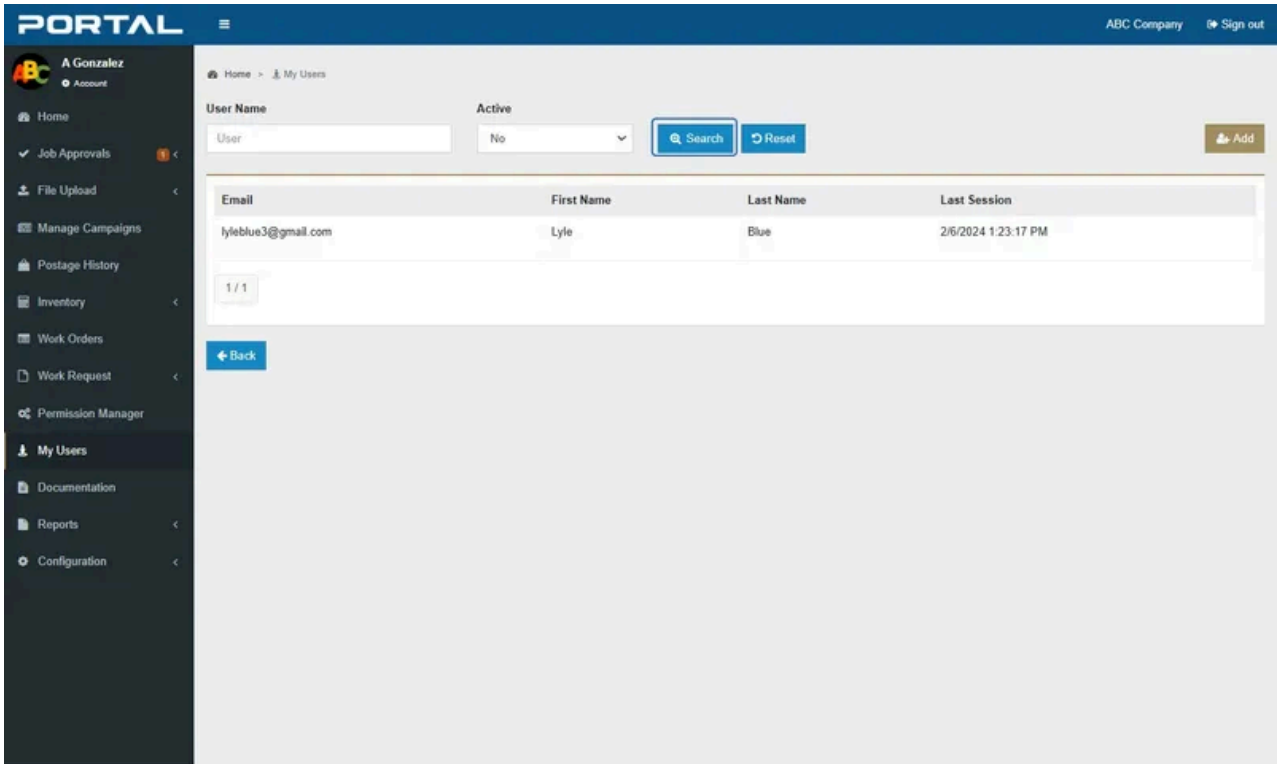 PORTAL
ABC Company
Sign out
ABC
A Gonzalez
Account
Home
Job Approvals 1
File Upload
Manage Campaigns
Postage History
Inventory
Work Orders
Work Request
Permission Manager
My Users
Documentation
Reports
Configuration
Home > My Users
User Name Active
User No Search Reset Add
Email First Name Last Name Last Session
lyleblue3@gmail.com Lyle Blue 2/6/2024 1:23:17 PM
1 / 1
Back